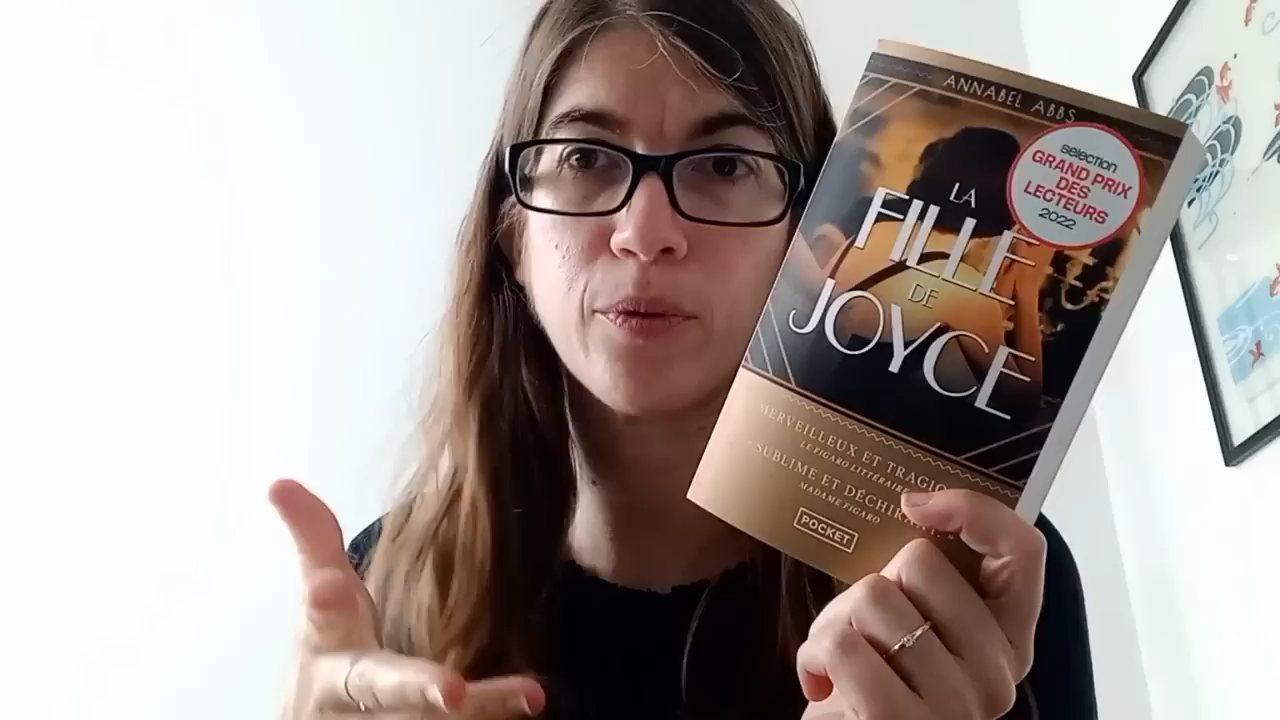 ANNABEL ABBS
sélection
GRAND PRIX
DES
LECTEURS
2022
LA
FILLE
DE
JOYCE
MERVEILLEUX ET
LE FIGARO LITTÉRAIRE
« SUBLIME ET
MADAME FIGARO
POCKET